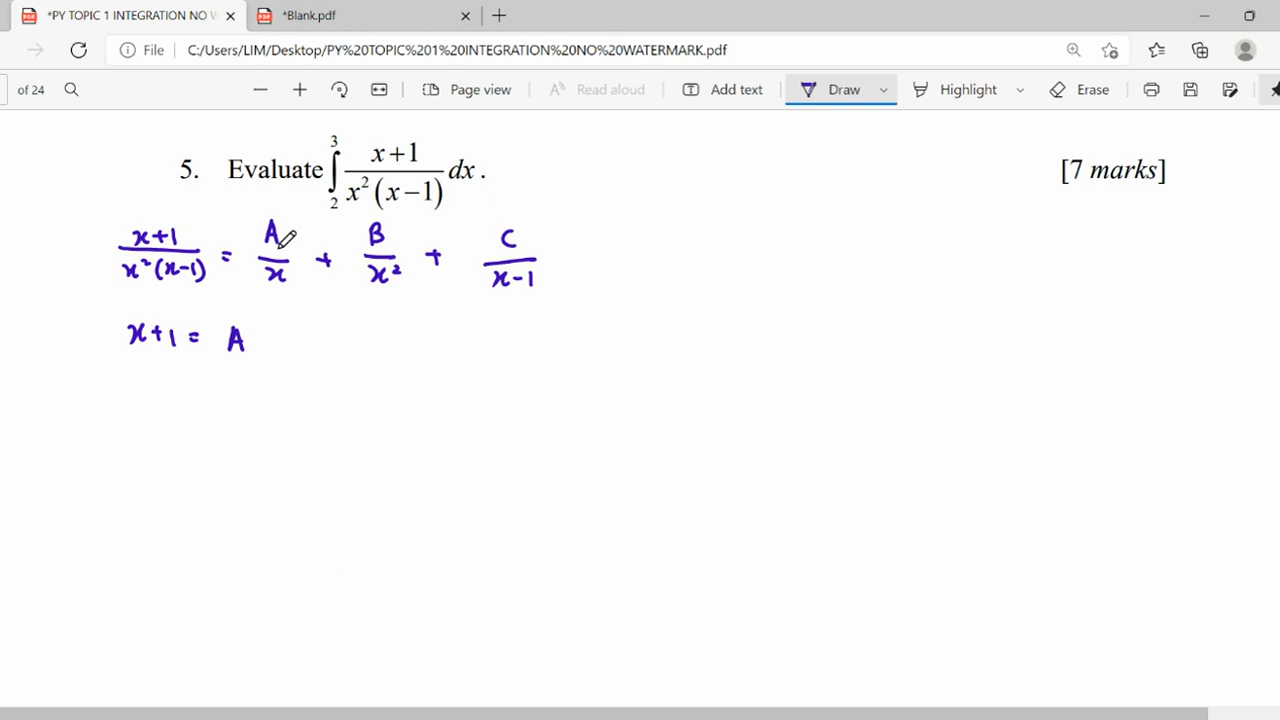 *PY TOPIC 1 INTEGRATION NO W
*Blank.pdf
File
C:/Users/LIM/Desktop/PY%20TOPIC%201%20INTEGRATION%20NO%20WATERMARK.pdf
of 24
Page view
Read aloud
Add text
Draw
Highlight
Erase
5. Evaluate ∫₂³ (x+1)/(x²(x−1)) dx. [7 marks]
(x+1)/(x²(x-1)) = A/x + B/x² + C/(x-1)
x+1 = A